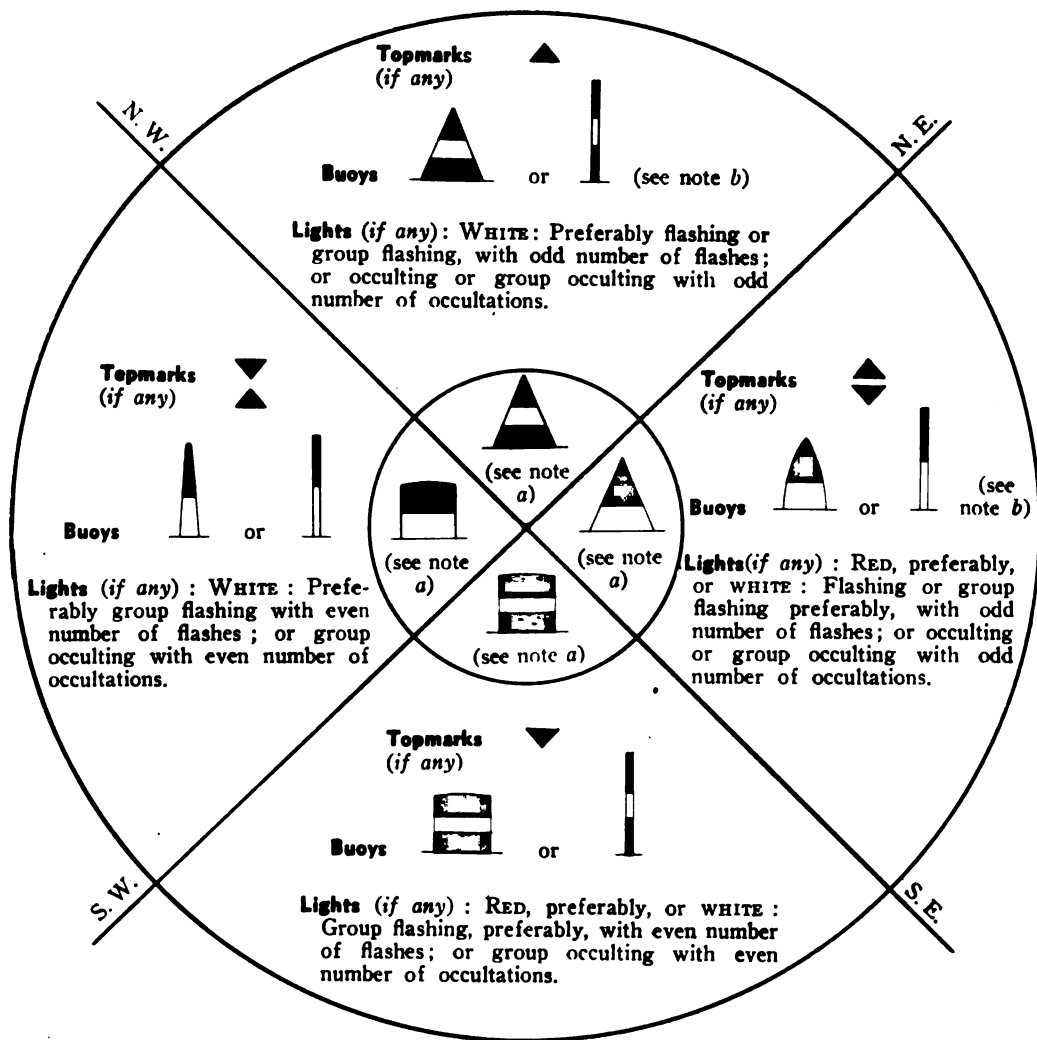 N. W.
N. E.
Topmarks
(if any)
Buoys or (see note b)
Lights (if any) : WHITE : Preferably flashing or
group flashing, with odd number of flashes ;
or occulting or group occulting with odd
number of occultations.
Topmarks
(if any)
Buoys or
Lights (if any) : WHITE : Prefe-
rably group flashing with even
number of flashes ; or group
occulting with even number of
occultations.
(see note
a)
(see note
a)
(see note
a)
(see note a)
Topmarks
(if any)
Buoys or (see
note b)
Lights (if any) : RED, preferably,
or WHITE : Flashing or group
flashing preferably, with odd
number of flashes; or occulting
or group occulting with odd
number of occultations.
Topmarks
(if any)
Buoys or
Lights (if any) : RED, preferably, or WHITE :
Group flashing, preferably, with even number
of flashes; or group occulting with even
number of occultations.
S. W.
S. E.